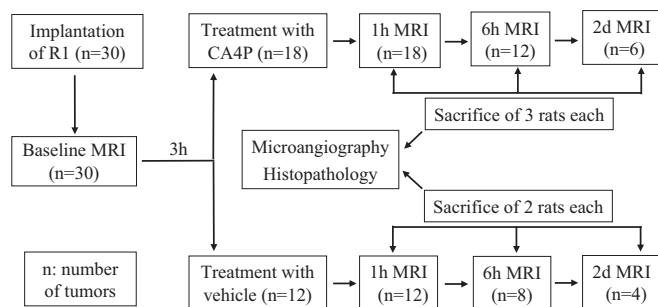 Implantation
of R1 (n=30)
Treatment with
CA4P (n=18)
1h MRI
(n=18)
6h MRI
(n=12)
2d MRI
(n=6)
Sacrifice of 3 rats each
Baseline MRI
(n=30)
3h
Microangiography
Histopathology
Sacrifice of 2 rats each
n: number
of tumors
Treatment with
vehicle (n=12)
1h MRI
(n=12)
6h MRI
(n=8)
2d MRI
(n=4)